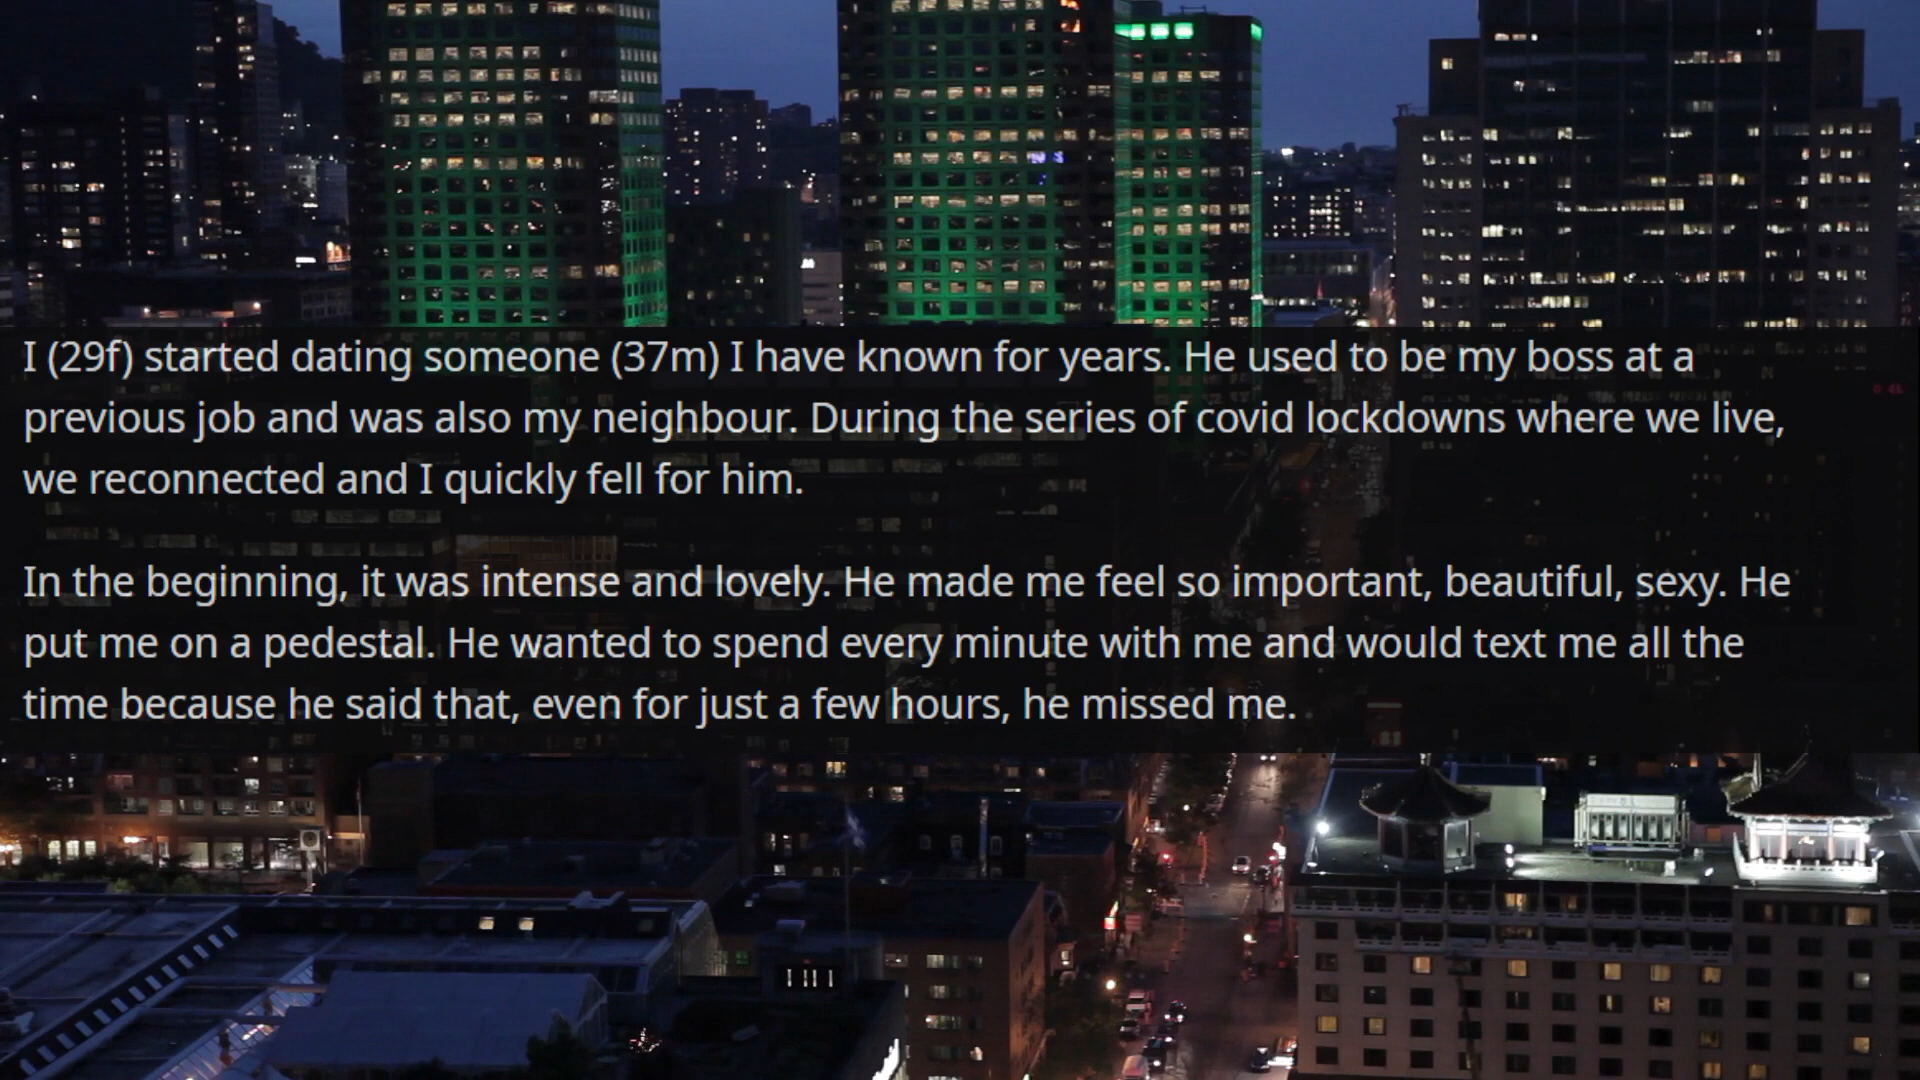 I (29f) started dating someone (37m) I have known for years. He used to be my boss at a
previous job and was also my neighbour. During the series of covid lockdowns where we live,
we reconnected and I quickly fell for him.
In the beginning, it was intense and lovely. He made me feel so important, beautiful, sexy. He
put me on a pedestal. He wanted to spend every minute with me and would text me all the
time because he said that, even for just a few hours, he missed me.